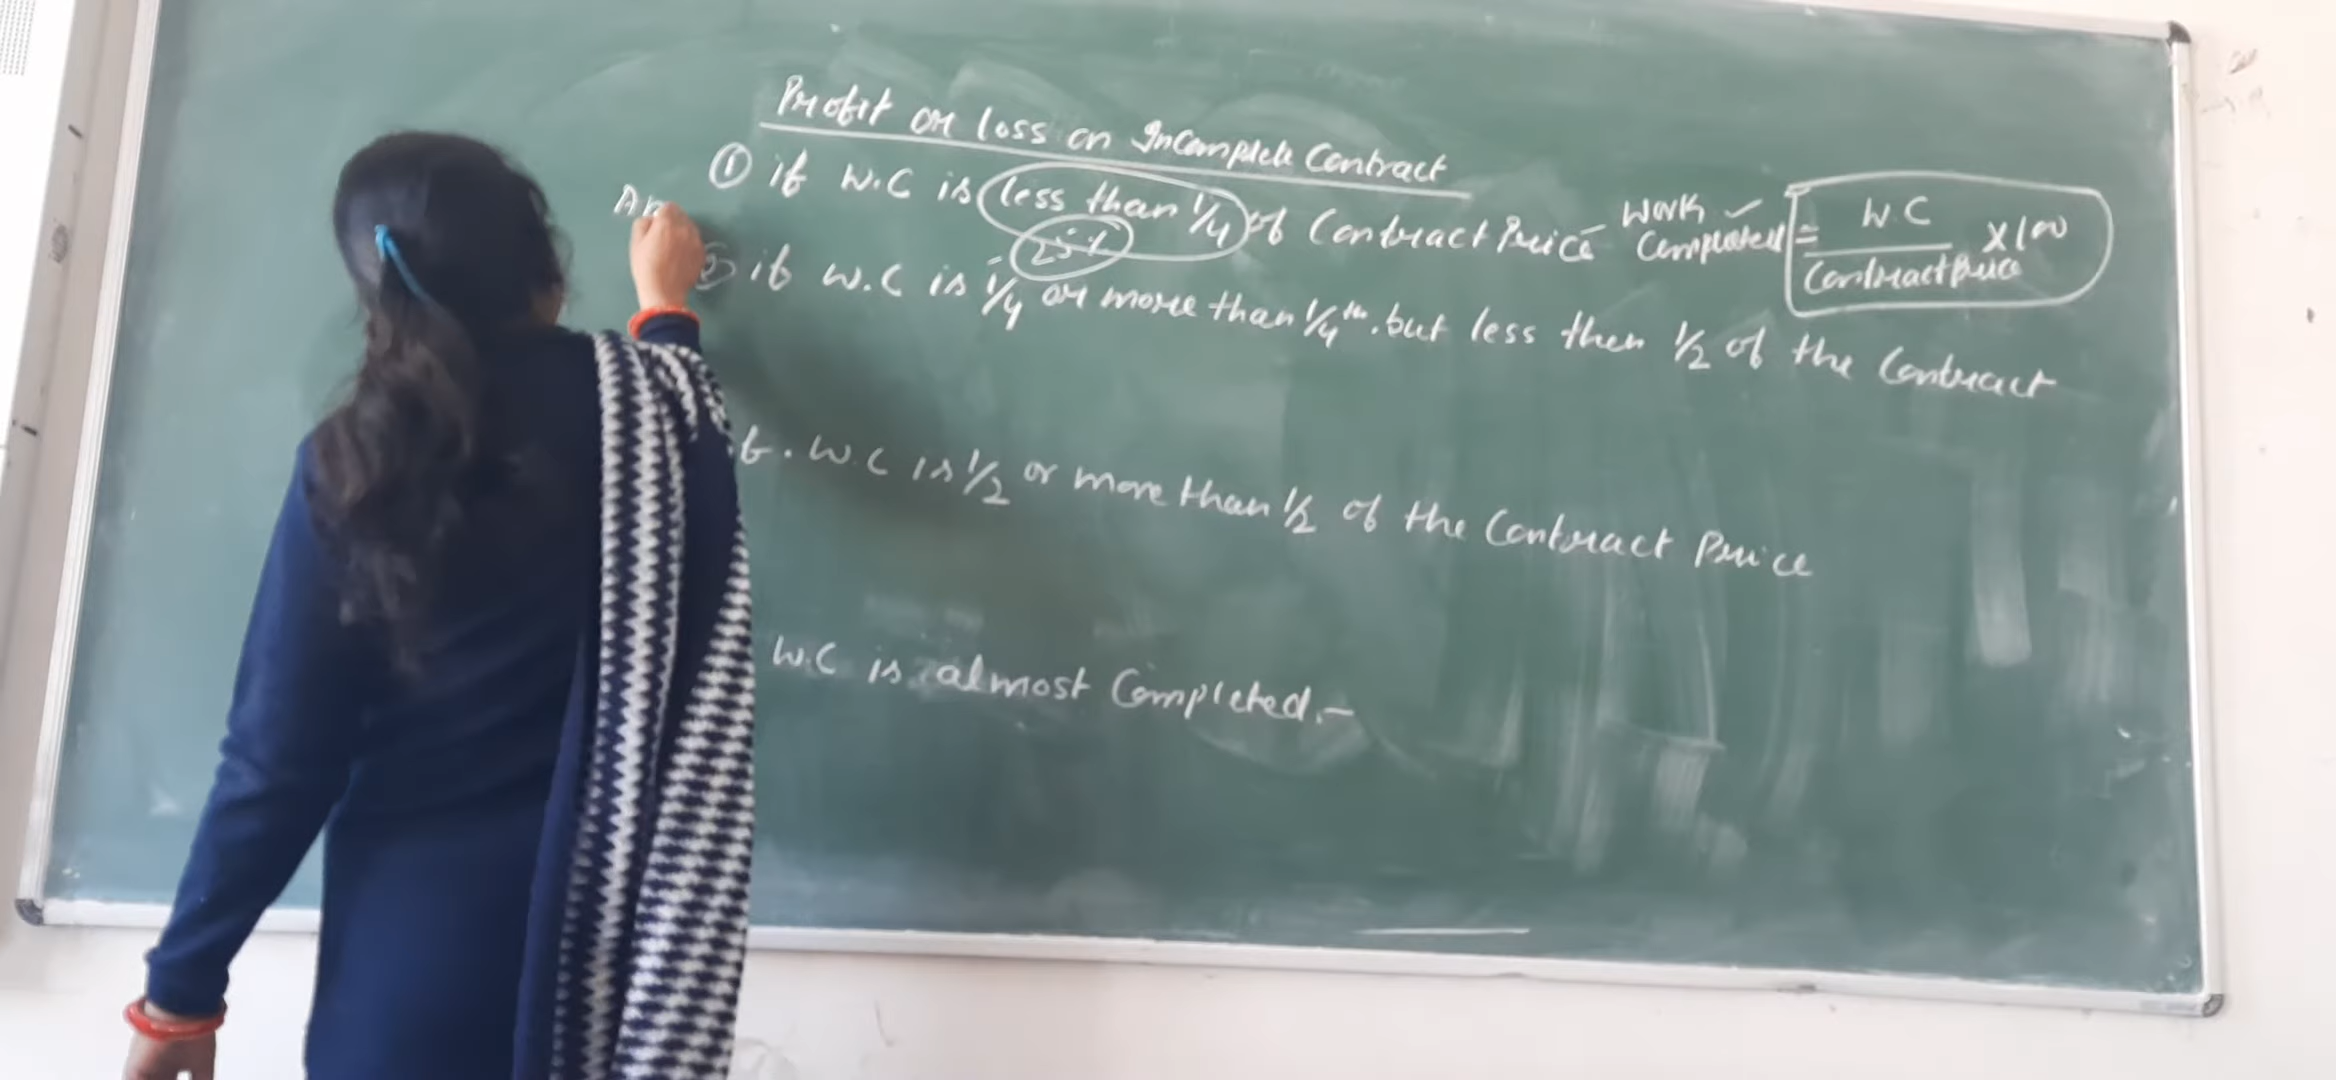 Profit or loss on Incomplete Contract
① if W.C is less than 1/4 of Contract Price - Work ✓ Completed = W.C / Contract Price X100
25%
② if W.C is 1/4 or more than 1/4th. but less then 1/2 of the Contract
W.C is 1/2 or more than 1/2 of the Contract Price
W.C is almost Completed.-